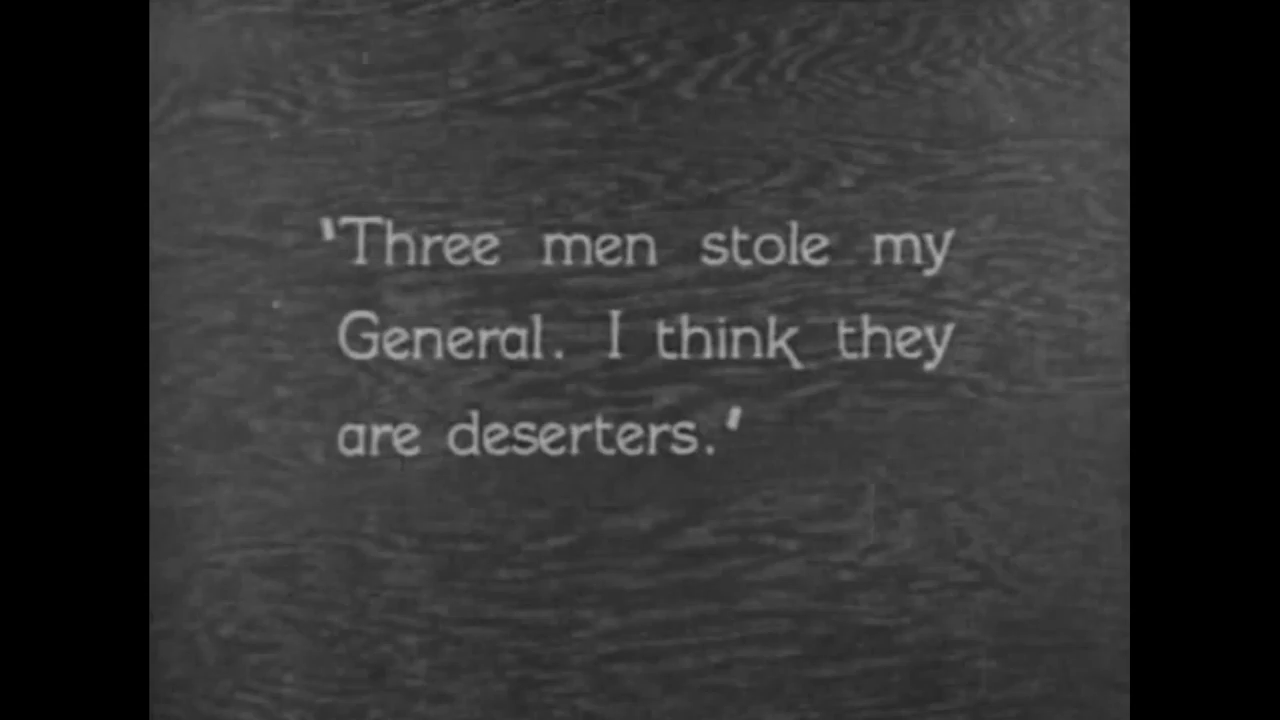 'Three men stole my
General. I think they
are deserters.'